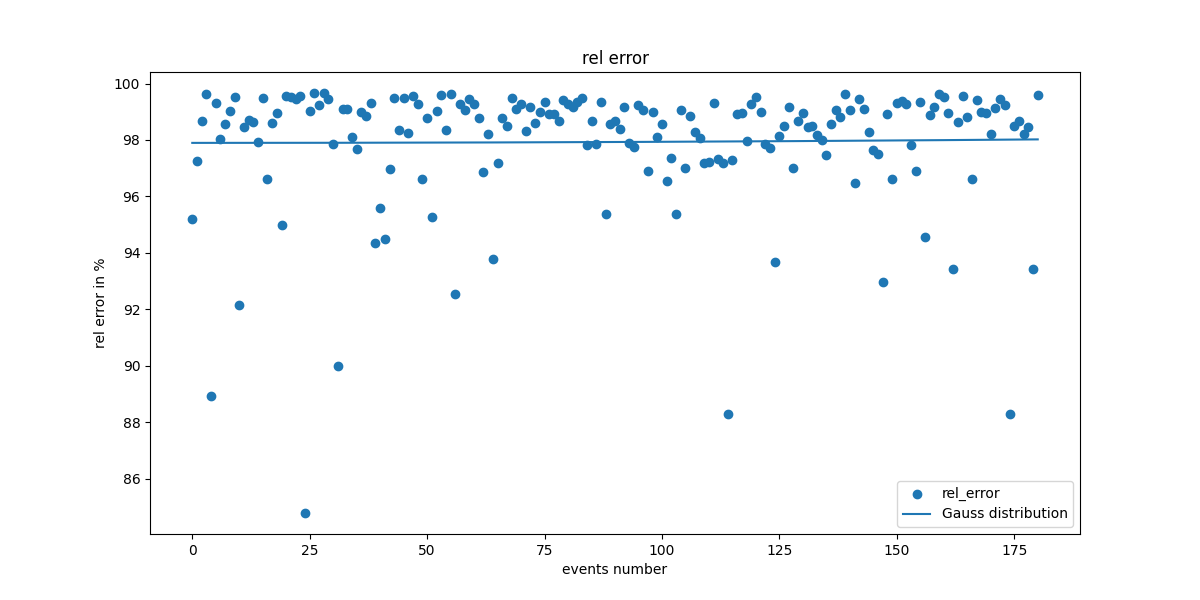 rel error
100
98
96
94
92
90
88
86
rel error in %
rel_error
Gauss distribution
0 25 50 75 100 125 150 175
events number